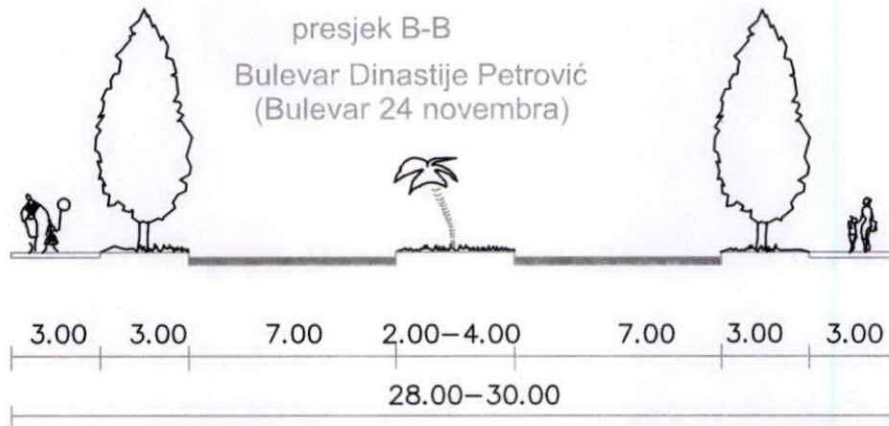 presjek B-B
Bulevar Dinastije Petrović
(Bulevar 24 novembra)
3.00 3.00 7.00 2.00-4.00 7.00 3.00 3.00
28.00-30.00